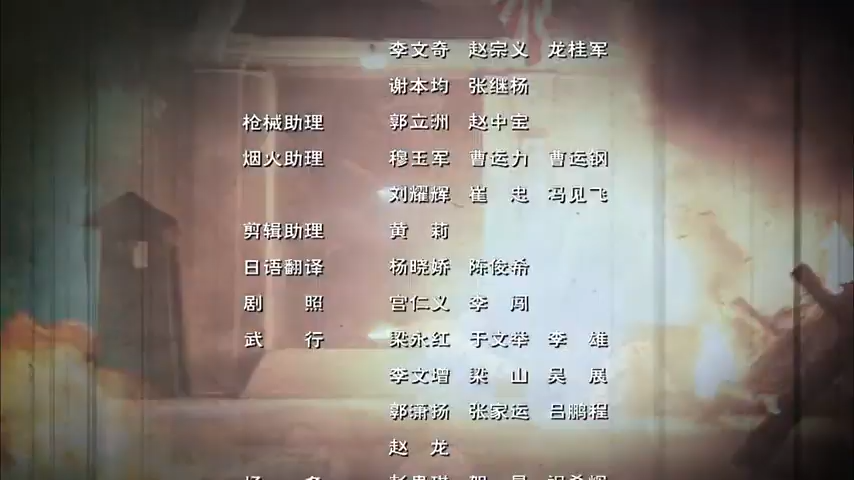 李文奇 赵宗义 龙桂军
谢本均 张继杨
枪械助理 郭立洲 赵中宝
烟火助理 穆玉军 曹运力 曹运钢
刘耀辉 崔 忠 冯见飞
剪辑助理 黄 莉
日语翻译 杨晓娇 陈俊希
剧 照 宫仁义 李 闯
武 行 梁永红 于文举 李 雄
李文增 梁 山 吴 展
郭箫扬 张家运 吕鹏程
赵 龙